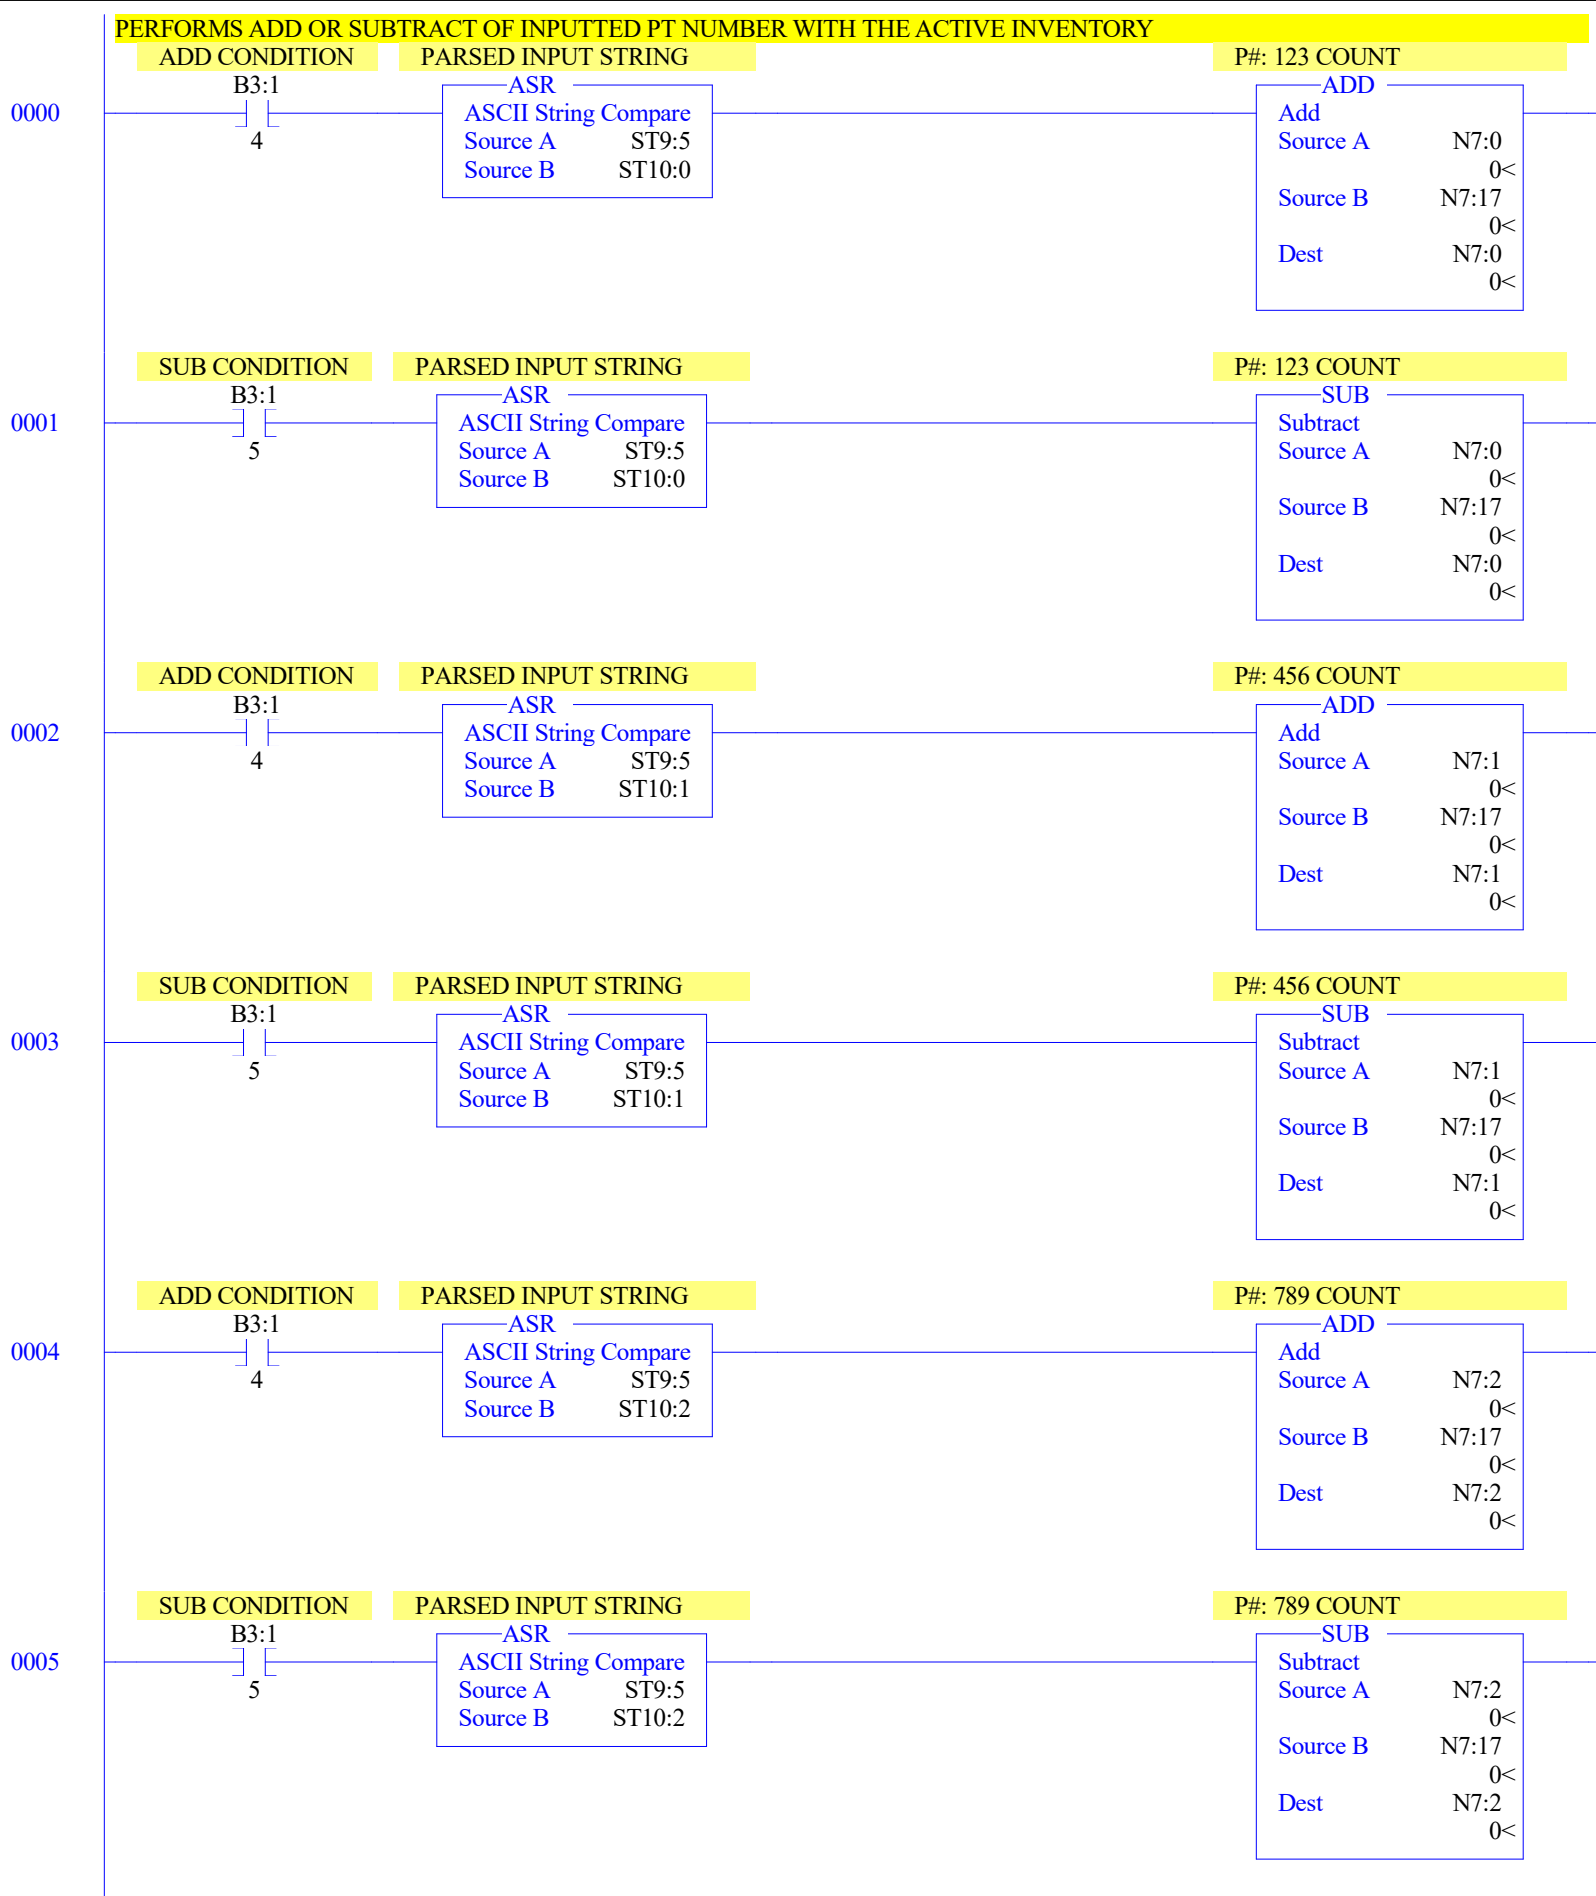 PERFORMS ADD OR SUBTRACT OF INPUTTED PT NUMBER WITH THE ACTIVE INVENTORY
ADD CONDITION PARSED INPUT STRING P#: 123 COUNT
B3:1 ASR ADD
0000 ASCII String Compare Add
4 Source A ST9:5 Source A N7:0
Source B ST10:0 0<
Source B N7:17
0<
Dest N7:0
0<
SUB CONDITION PARSED INPUT STRING P#: 123 COUNT
B3:1 ASR SUB
0001 ASCII String Compare Subtract
5 Source A ST9:5 Source A N7:0
Source B ST10:0 0<
Source B N7:17
0<
Dest N7:0
0<
ADD CONDITION PARSED INPUT STRING P#: 456 COUNT
B3:1 ASR ADD
0002 ASCII String Compare Add
4 Source A ST9:5 Source A N7:1
Source B ST10:1 0<
Source B N7:17
0<
Dest N7:1
0<
SUB CONDITION PARSED INPUT STRING P#: 456 COUNT
B3:1 ASR SUB
0003 ASCII String Compare Subtract
5 Source A ST9:5 Source A N7:1
Source B ST10:1 0<
Source B N7:17
0<
Dest N7:1
0<
ADD CONDITION PARSED INPUT STRING P#: 789 COUNT
B3:1 ASR ADD
0004 ASCII String Compare Add
4 Source A ST9:5 Source A N7:2
Source B ST10:2 0<
Source B N7:17
0<
Dest N7:2
0<
SUB CONDITION PARSED INPUT STRING P#: 789 COUNT
B3:1 ASR SUB
0005 ASCII String Compare Subtract
5 Source A ST9:5 Source A N7:2
Source B ST10:2 0<
Source B N7:17
0<
Dest N7:2
0<